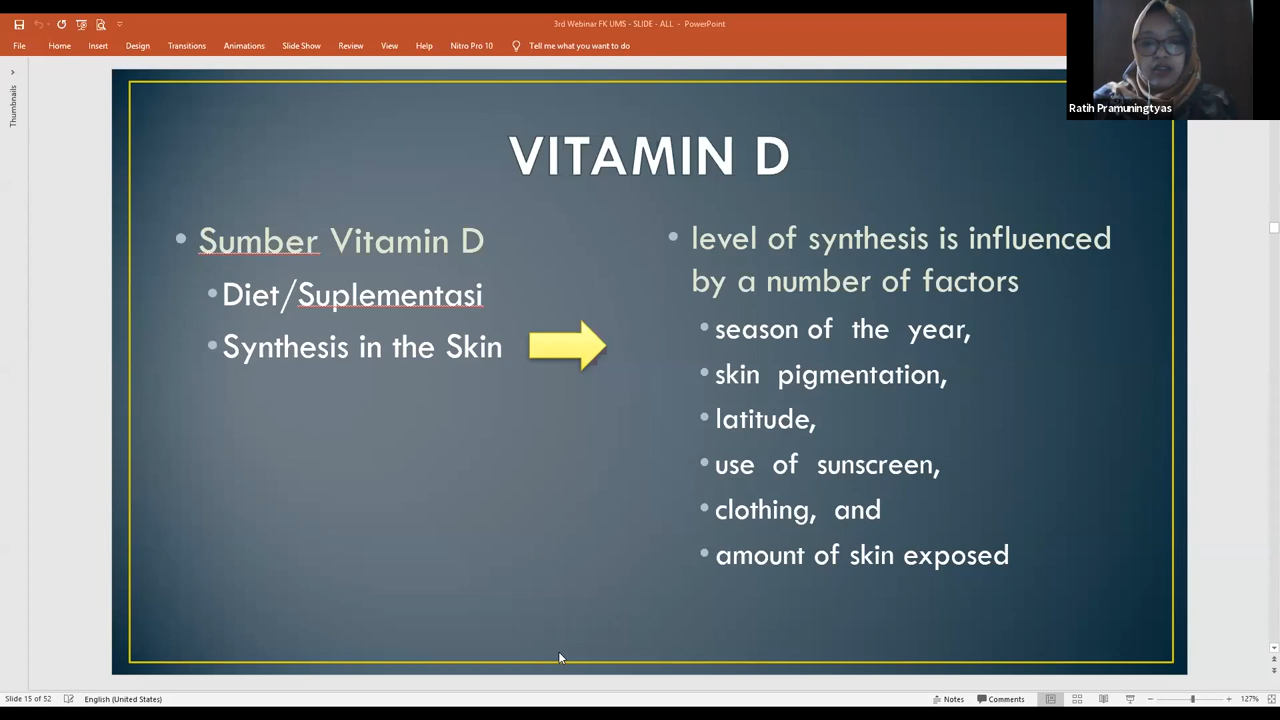 3rd Webinar FK UMS - SLIDE - ALL - PowerPoint
File Home Insert Design Transitions Animations Slide Show Review View Help Nitro Pro 10 Tell me what you want to do
Ratih Pramuningtyas
Thumbnails
VITAMIN D
• Sumber Vitamin D
• Diet/Suplementasi
• Synthesis in the Skin
• level of synthesis is influenced
by a number of factors
• season of the year,
• skin pigmentation,
• latitude,
• use of sunscreen,
• clothing, and
• amount of skin exposed
Slide 15 of 52 English (United States) Notes Comments 127%